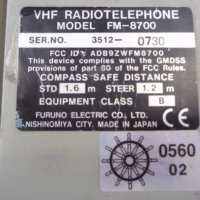 VHF RADIOTELEPHONE
MODEL FM-8700
SER.NO. 3512- 0730
FCC ID: ADB9ZWFM8700
This device complies with the GMDSS
provisions of part 80 of the FCC Rules.
COMPASS SAFE DISTANCE
STD 1.6 m STEER 1.2 m
EQUIPMENT CLASS B
FURUNO ELECTRIC CO., LTD.
NISHINOMIYA CITY, MADE IN JAPAN
0560
02